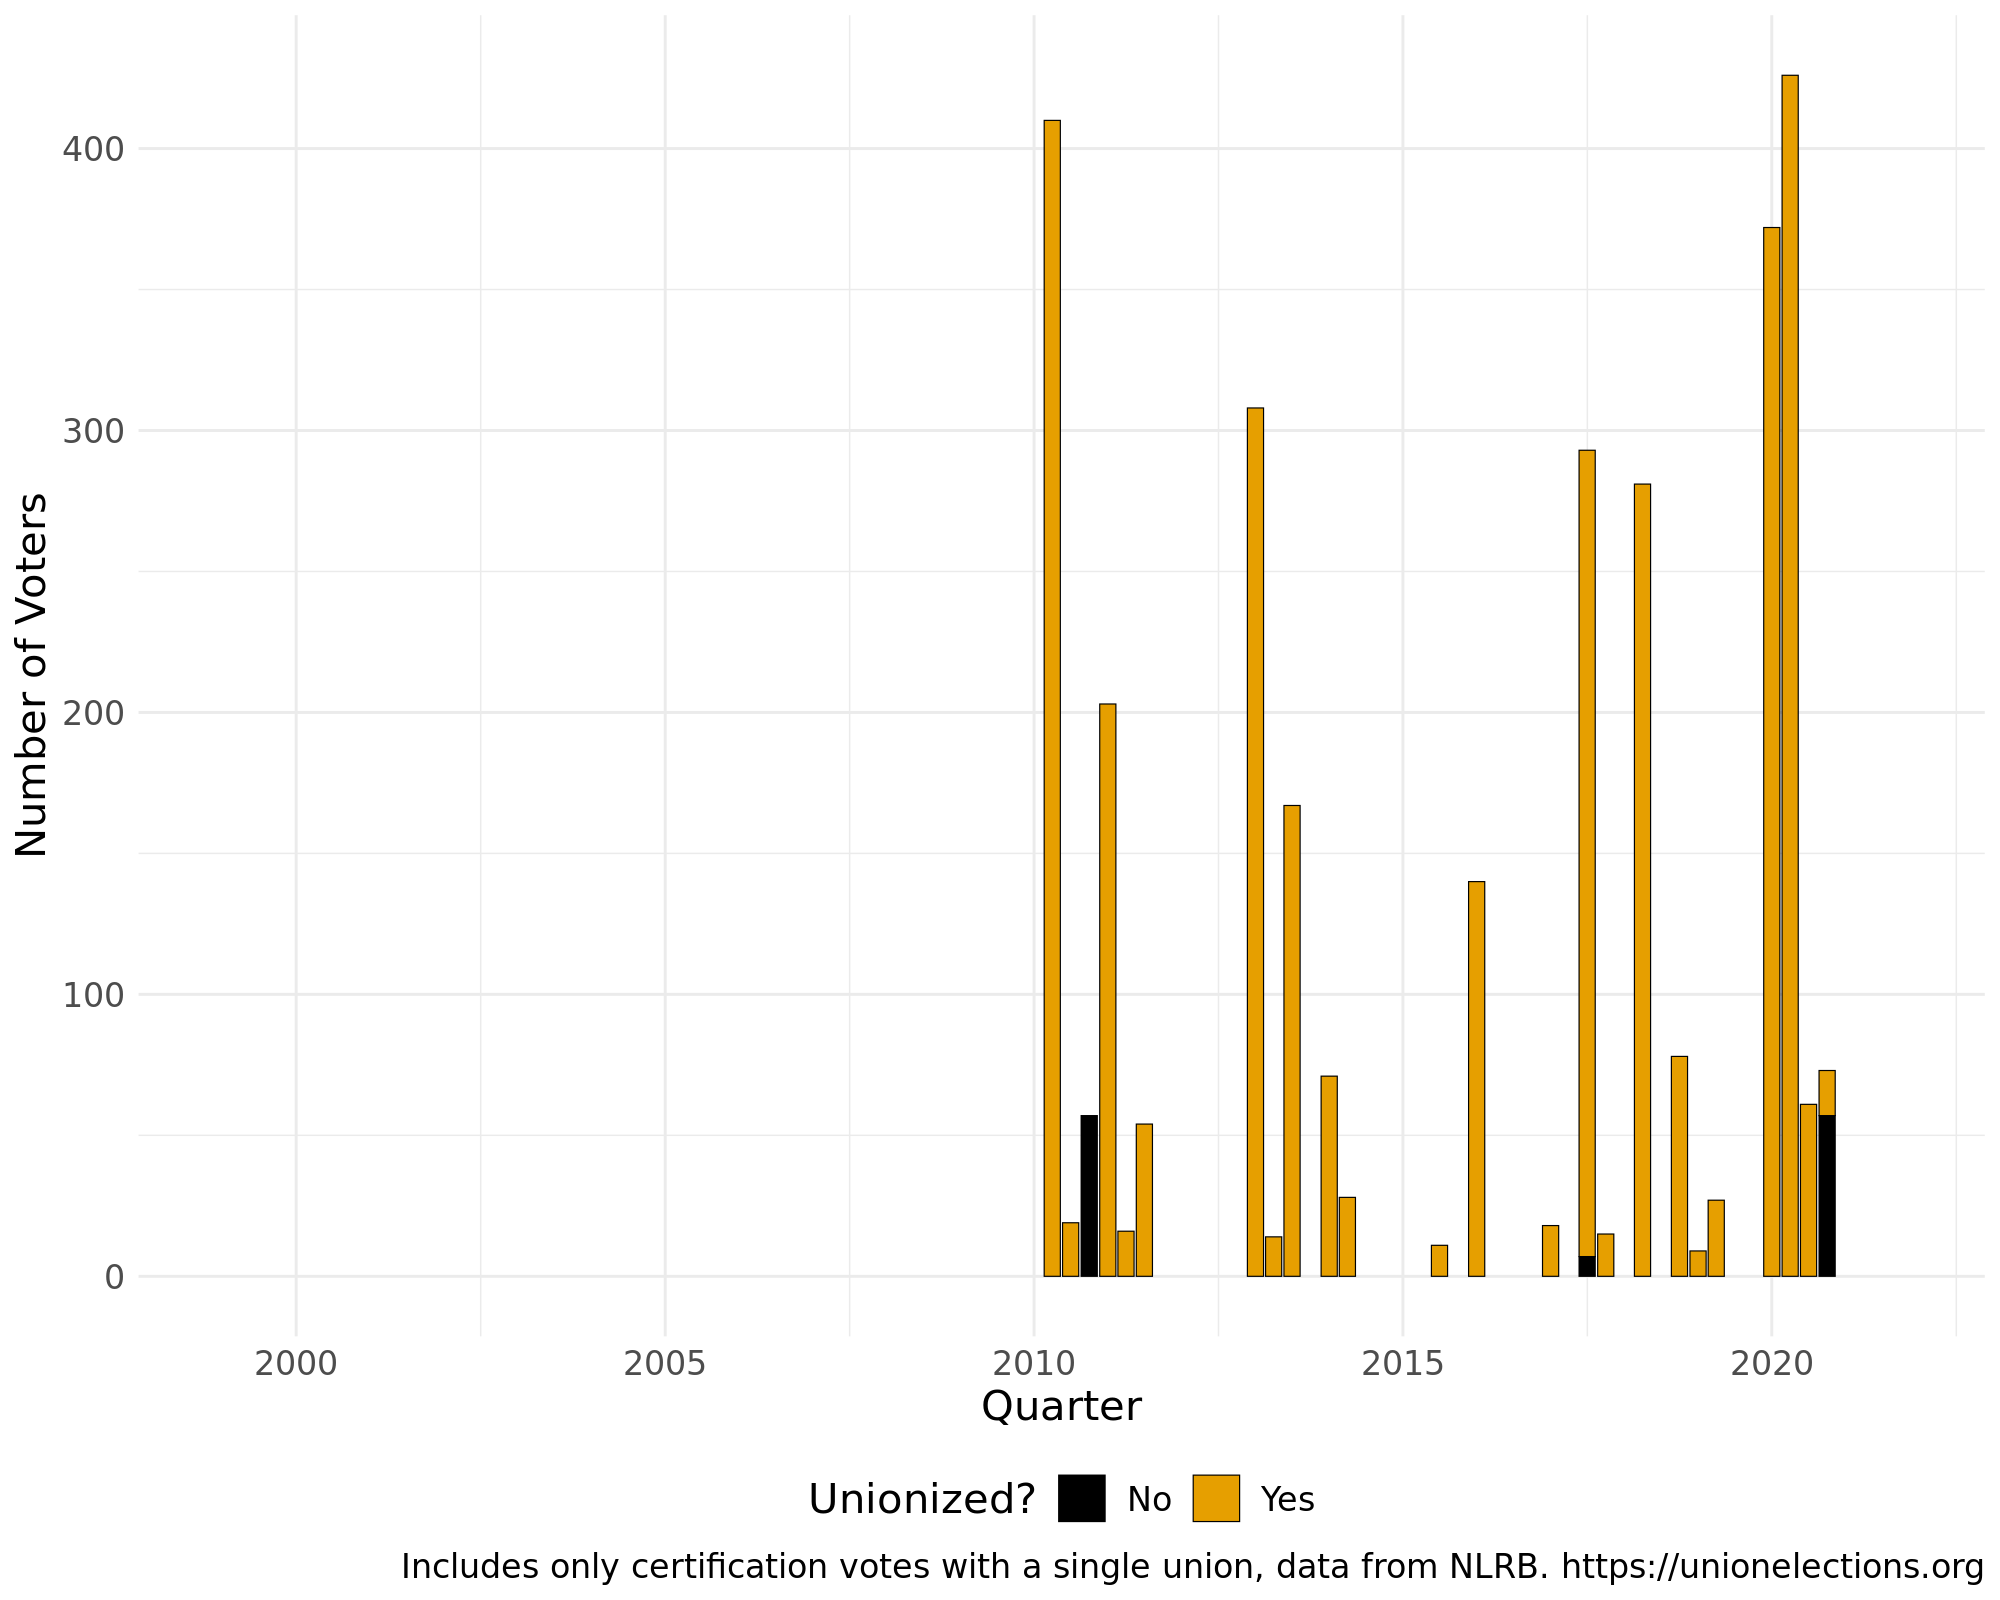 400
300
200
100
0
Number of Voters
2000 2005 2010 2015 2020
Quarter
Unionized? No Yes
Includes only certification votes with a single union, data from NLRB. https://unionelections.org